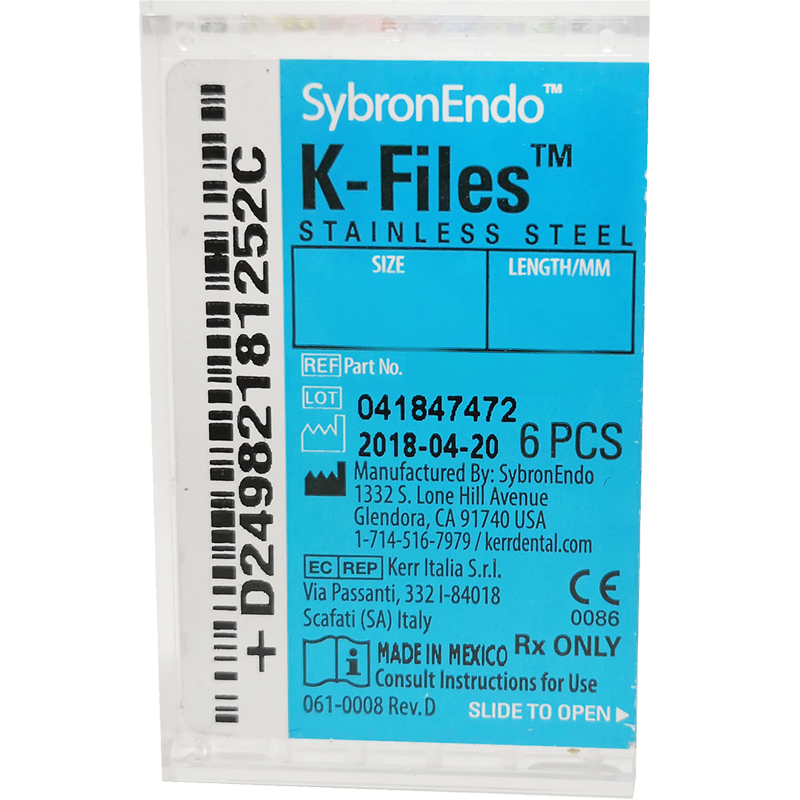 SybronEndo™
K-Files™
STAINLESS STEEL
SIZE
LENGTH/MM
REF Part No.
LOT 041847472
2018-04-20 6 PCS
Manufactured By: SybronEndo
1332 S. Lone Hill Avenue
Glendora, CA 91740 USA
1-714-516-7979 / kerrdental.com
EC REP Kerr Italia S.r.l.
Via Passanti, 332 I-84018
Scafati (SA) Italy
CE
0086
Rx ONLY
MADE IN MEXICO
Consult Instructions for Use
061-0008 Rev.D
SLIDE TO OPEN
+D24982181252C